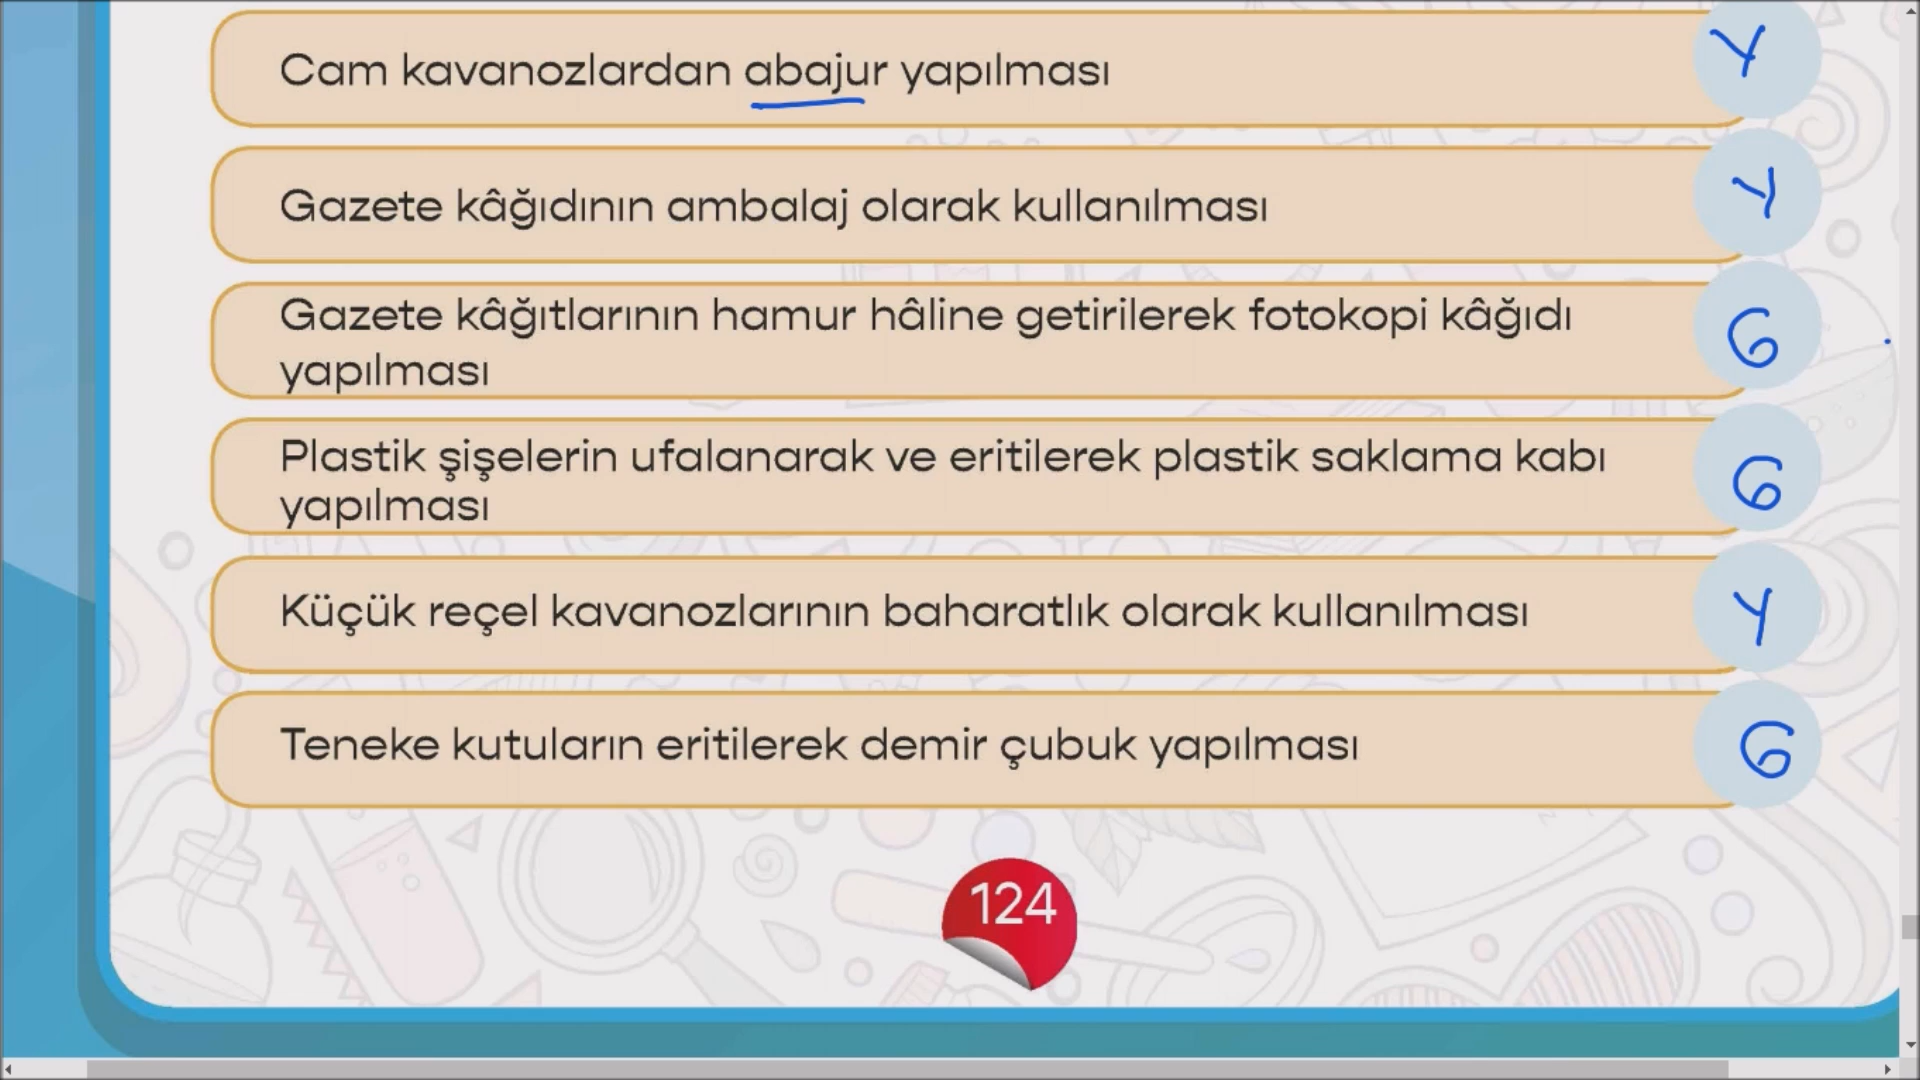 Cam kavanozlardan abajur yapılması Y
Gazete kâğıdının ambalaj olarak kullanılması Y
Gazete kâğıtlarının hamur hâline getirilerek fotokopi kâğıdı
yapılması G
Plastik şişelerin ufalanarak ve eritilerek plastik saklama kabı
yapılması G
Küçük reçel kavanozlarının baharatlık olarak kullanılması Y
Teneke kutuların eritilerek demir çubuk yapılması G
124